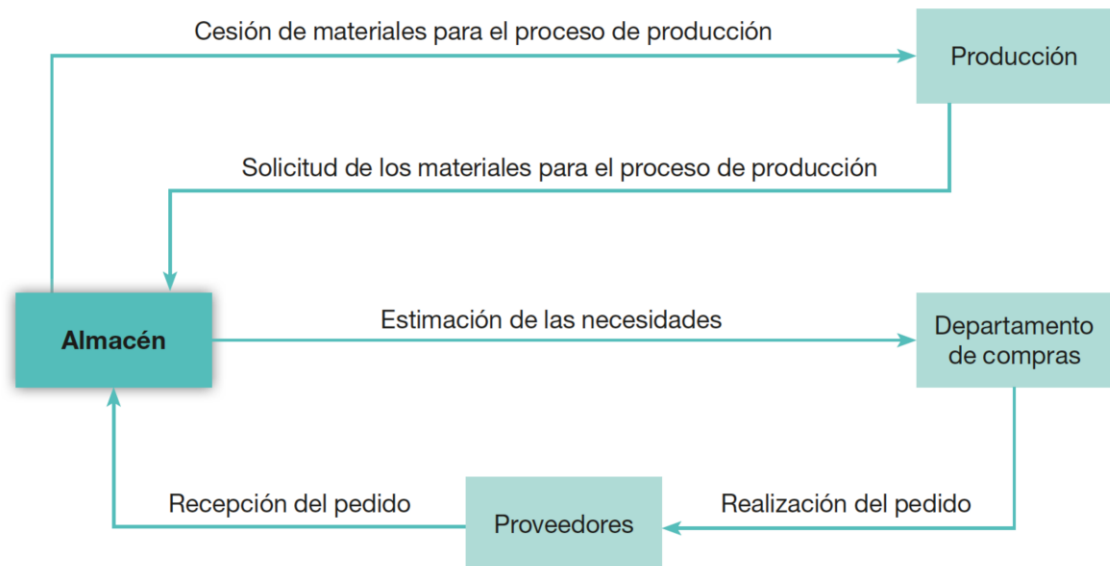 Cesión de materiales para el proceso de producción
Producción
Solicitud de los materiales para el proceso de producción
Almacén
Estimación de las necesidades
Departamento
de compras
Recepción del pedido
Proveedores
Realización del pedido